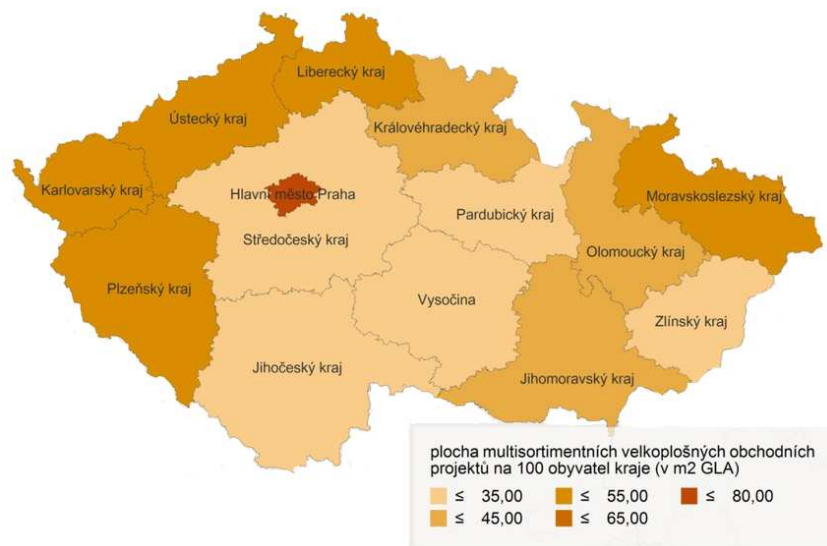 Liberecký kraj
Ústecký kraj
Královéhradecký kraj
Karlovarský kraj
Hlavní město Praha
Moravskoslezský kraj
Pardubický kraj
Středočeský kraj
Olomoucký kraj
Plzeňský kraj
Vysočina
Zlínský kraj
Jihočeský kraj
Jihomoravský kraj
plocha multisortimentních velkoplošných obchodních
projektů na 100 obyvatel kraje (v m2 GLA)
≤ 35,00 ≤ 55,00 ≤ 80,00
≤ 45,00 ≤ 65,00